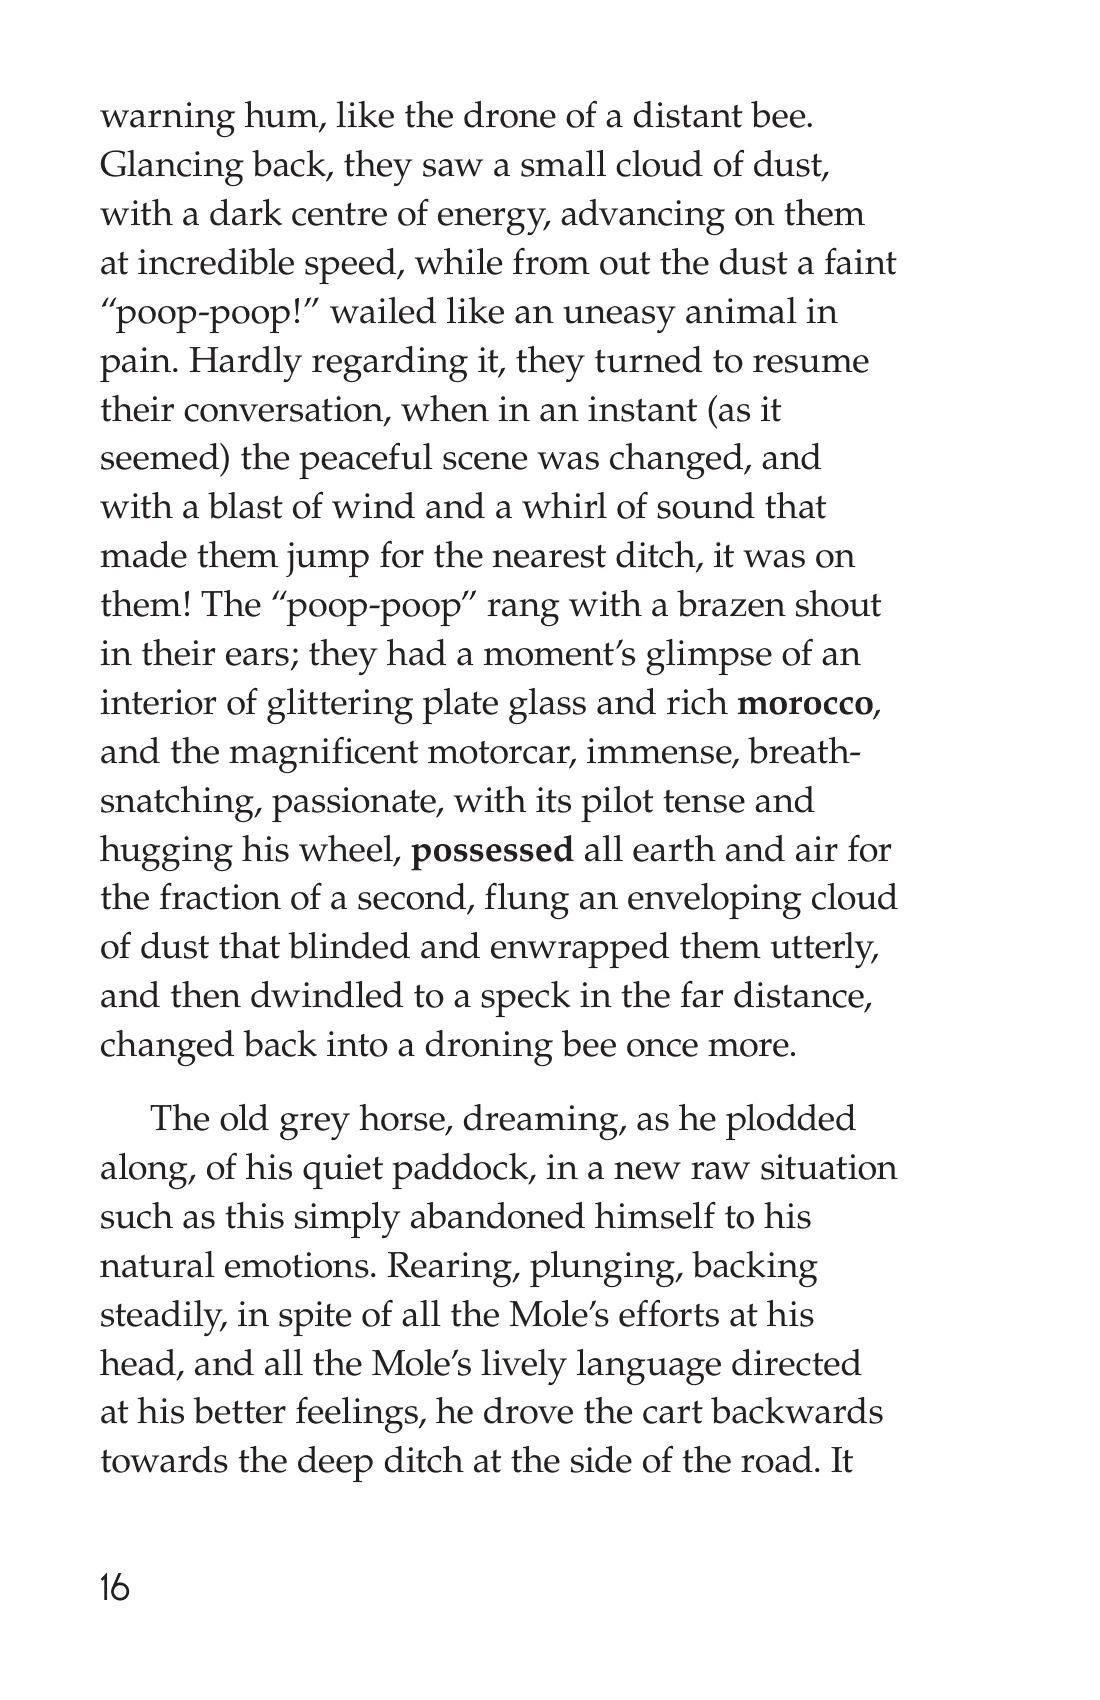 warning hum, like the drone of a distant bee.
Glancing back, they saw a small cloud of dust,
with a dark centre of energy, advancing on them
at incredible speed, while from out the dust a faint
“poop-poop!” wailed like an uneasy animal in
pain. Hardly regarding it, they turned to resume
their conversation, when in an instant (as it
seemed) the peaceful scene was changed, and
with a blast of wind and a whirl of sound that
made them jump for the nearest ditch, it was on
them! The “poop-poop” rang with a brazen shout
in their ears; they had a moment’s glimpse of an
interior of glittering plate glass and rich morocco,
and the magnificent motorcar, immense, breath-
snatching, passionate, with its pilot tense and
hugging his wheel, possessed all earth and air for
the fraction of a second, flung an enveloping cloud
of dust that blinded and enwrapped them utterly,
and then dwindled to a speck in the far distance,
changed back into a droning bee once more.
The old grey horse, dreaming, as he plodded
along, of his quiet paddock, in a new raw situation
such as this simply abandoned himself to his
natural emotions. Rearing, plunging, backing
steadily, in spite of all the Mole’s efforts at his
head, and all the Mole’s lively language directed
at his better feelings, he drove the cart backwards
towards the deep ditch at the side of the road. It
16